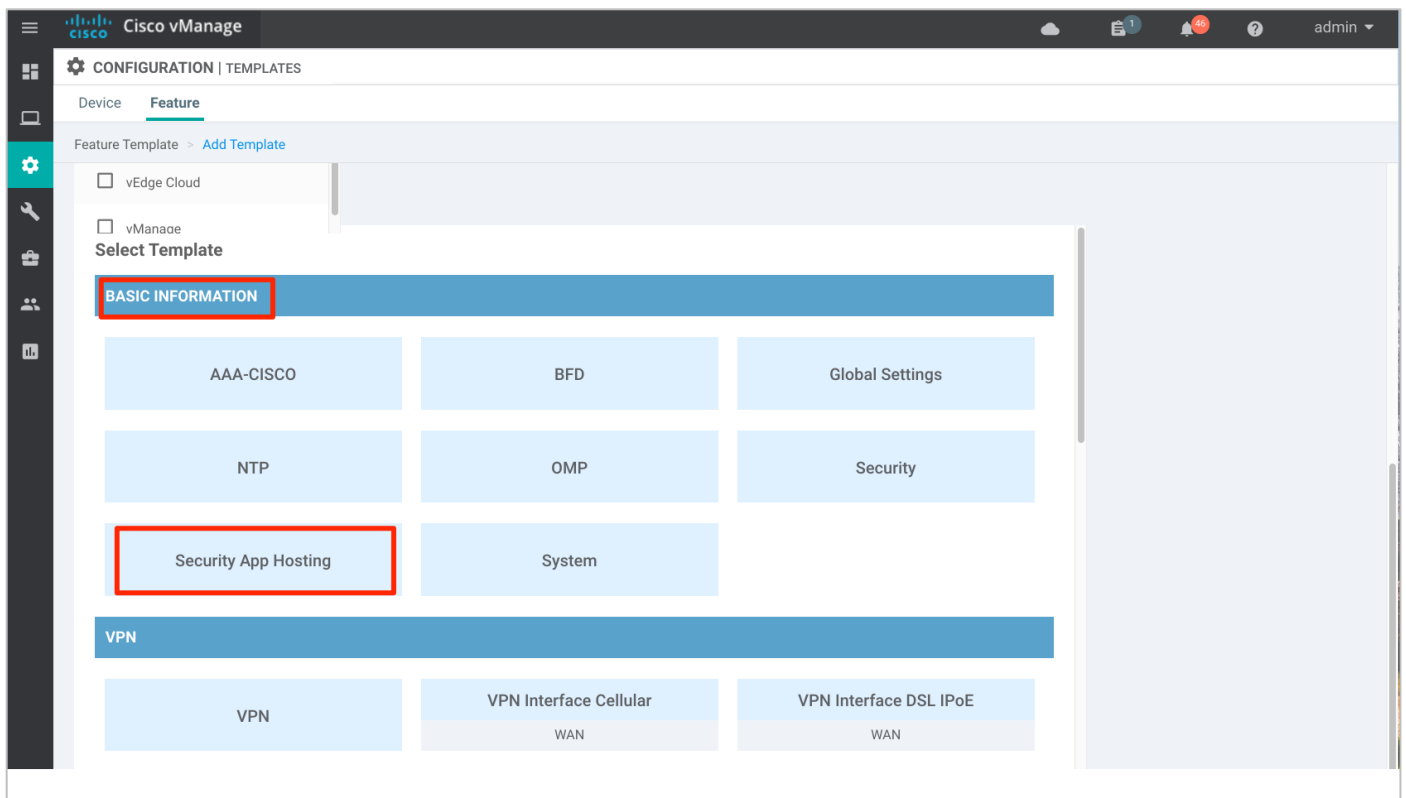 cisco Cisco vManage 1 46 admin
CONFIGURATION | TEMPLATES
Device Feature
Feature Template > Add Template
vEdge Cloud
vManage
Select Template
BASIC INFORMATION
AAA-CISCO BFD Global Settings
NTP OMP Security
Security App Hosting System
VPN
VPN VPN Interface Cellular VPN Interface DSL IPoE
WAN WAN